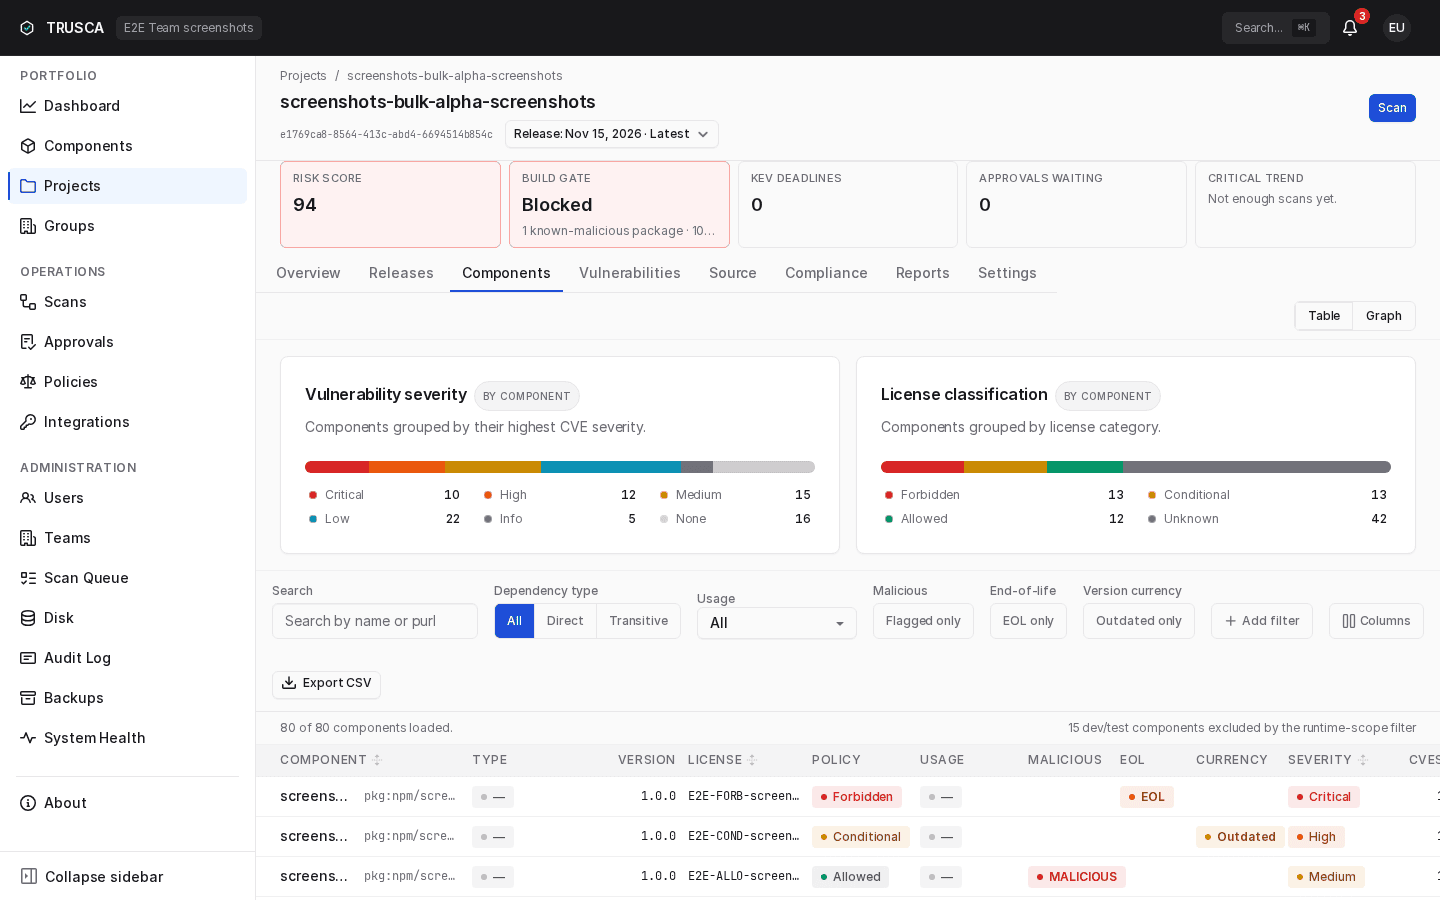 TRUSCA
E2E Team screenshots
Search...
⌘K
3
EU
PORTFOLIO
Dashboard
Components
Projects
Groups
OPERATIONS
Scans
Approvals
Policies
Integrations
ADMINISTRATION
Users
Teams
Scan Queue
Disk
Audit Log
Backups
System Health
About
Collapse sidebar
Projects / screenshots-bulk-alpha-screenshots
screenshots-bulk-alpha-screenshots
e1769ca8-8564-413c-abd4-6694514b854c
Release: Nov 15, 2026 · Latest
Scan
RISK SCORE
94
BUILD GATE
Blocked
1 known-malicious package · 10…
KEV DEADLINES
0
APPROVALS WAITING
0
CRITICAL TREND
Not enough scans yet.
Overview Releases Components Vulnerabilities Source Compliance Reports Settings
Table Graph
Vulnerability severity BY COMPONENT
Components grouped by their highest CVE severity.
Critical 10 High 12 Medium 15
Low 22 Info 5 None 16
License classification BY COMPONENT
Components grouped by license category.
Forbidden 13 Conditional 13
Allowed 12 Unknown 42
Search
Search by name or purl
Dependency type
All Direct Transitive
Usage
All
Malicious
Flagged only
End-of-life
EOL only
Version currency
Outdated only
Add filter
Columns
Export CSV
80 of 80 components loaded.
15 dev/test components excluded by the runtime-scope filter
COMPONENT TYPE VERSION LICENSE POLICY USAGE MALICIOUS EOL CURRENCY SEVERITY CVES
screens… pkg:npm/scre… — 1.0.0 E2E-FORB-screen… Forbidden — EOL Critical
screens… pkg:npm/scre… — 1.0.0 E2E-COND-screen… Conditional — Outdated High
screens… pkg:npm/scre… — 1.0.0 E2E-ALLO-screen… Allowed — MALICIOUS Medium